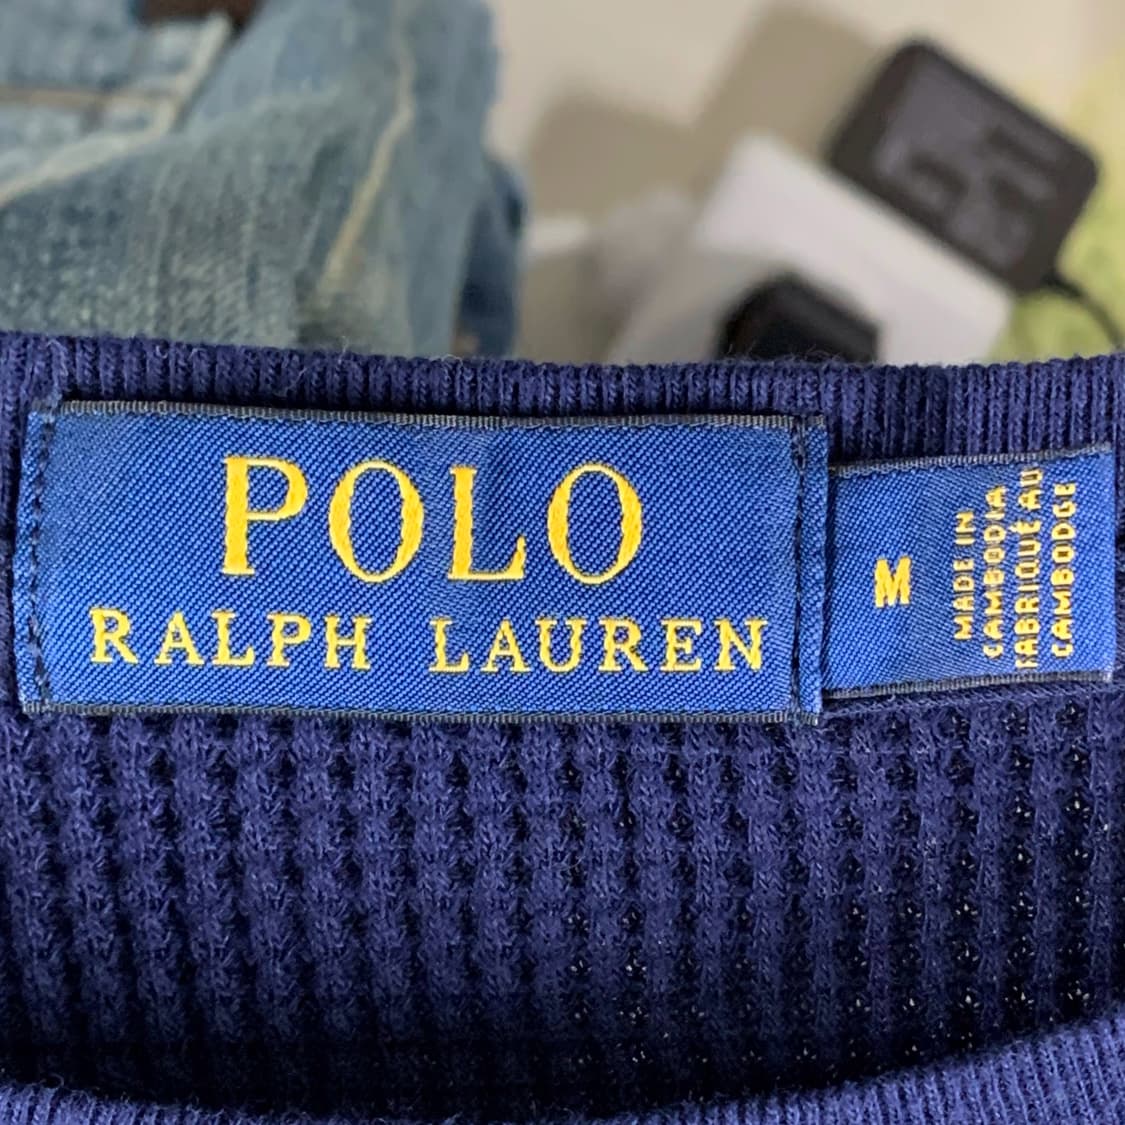 POLO
RALPH LAUREN
M
MADE IN
CAMBODIA
FABRIQUÉ AU
CAMBODGE